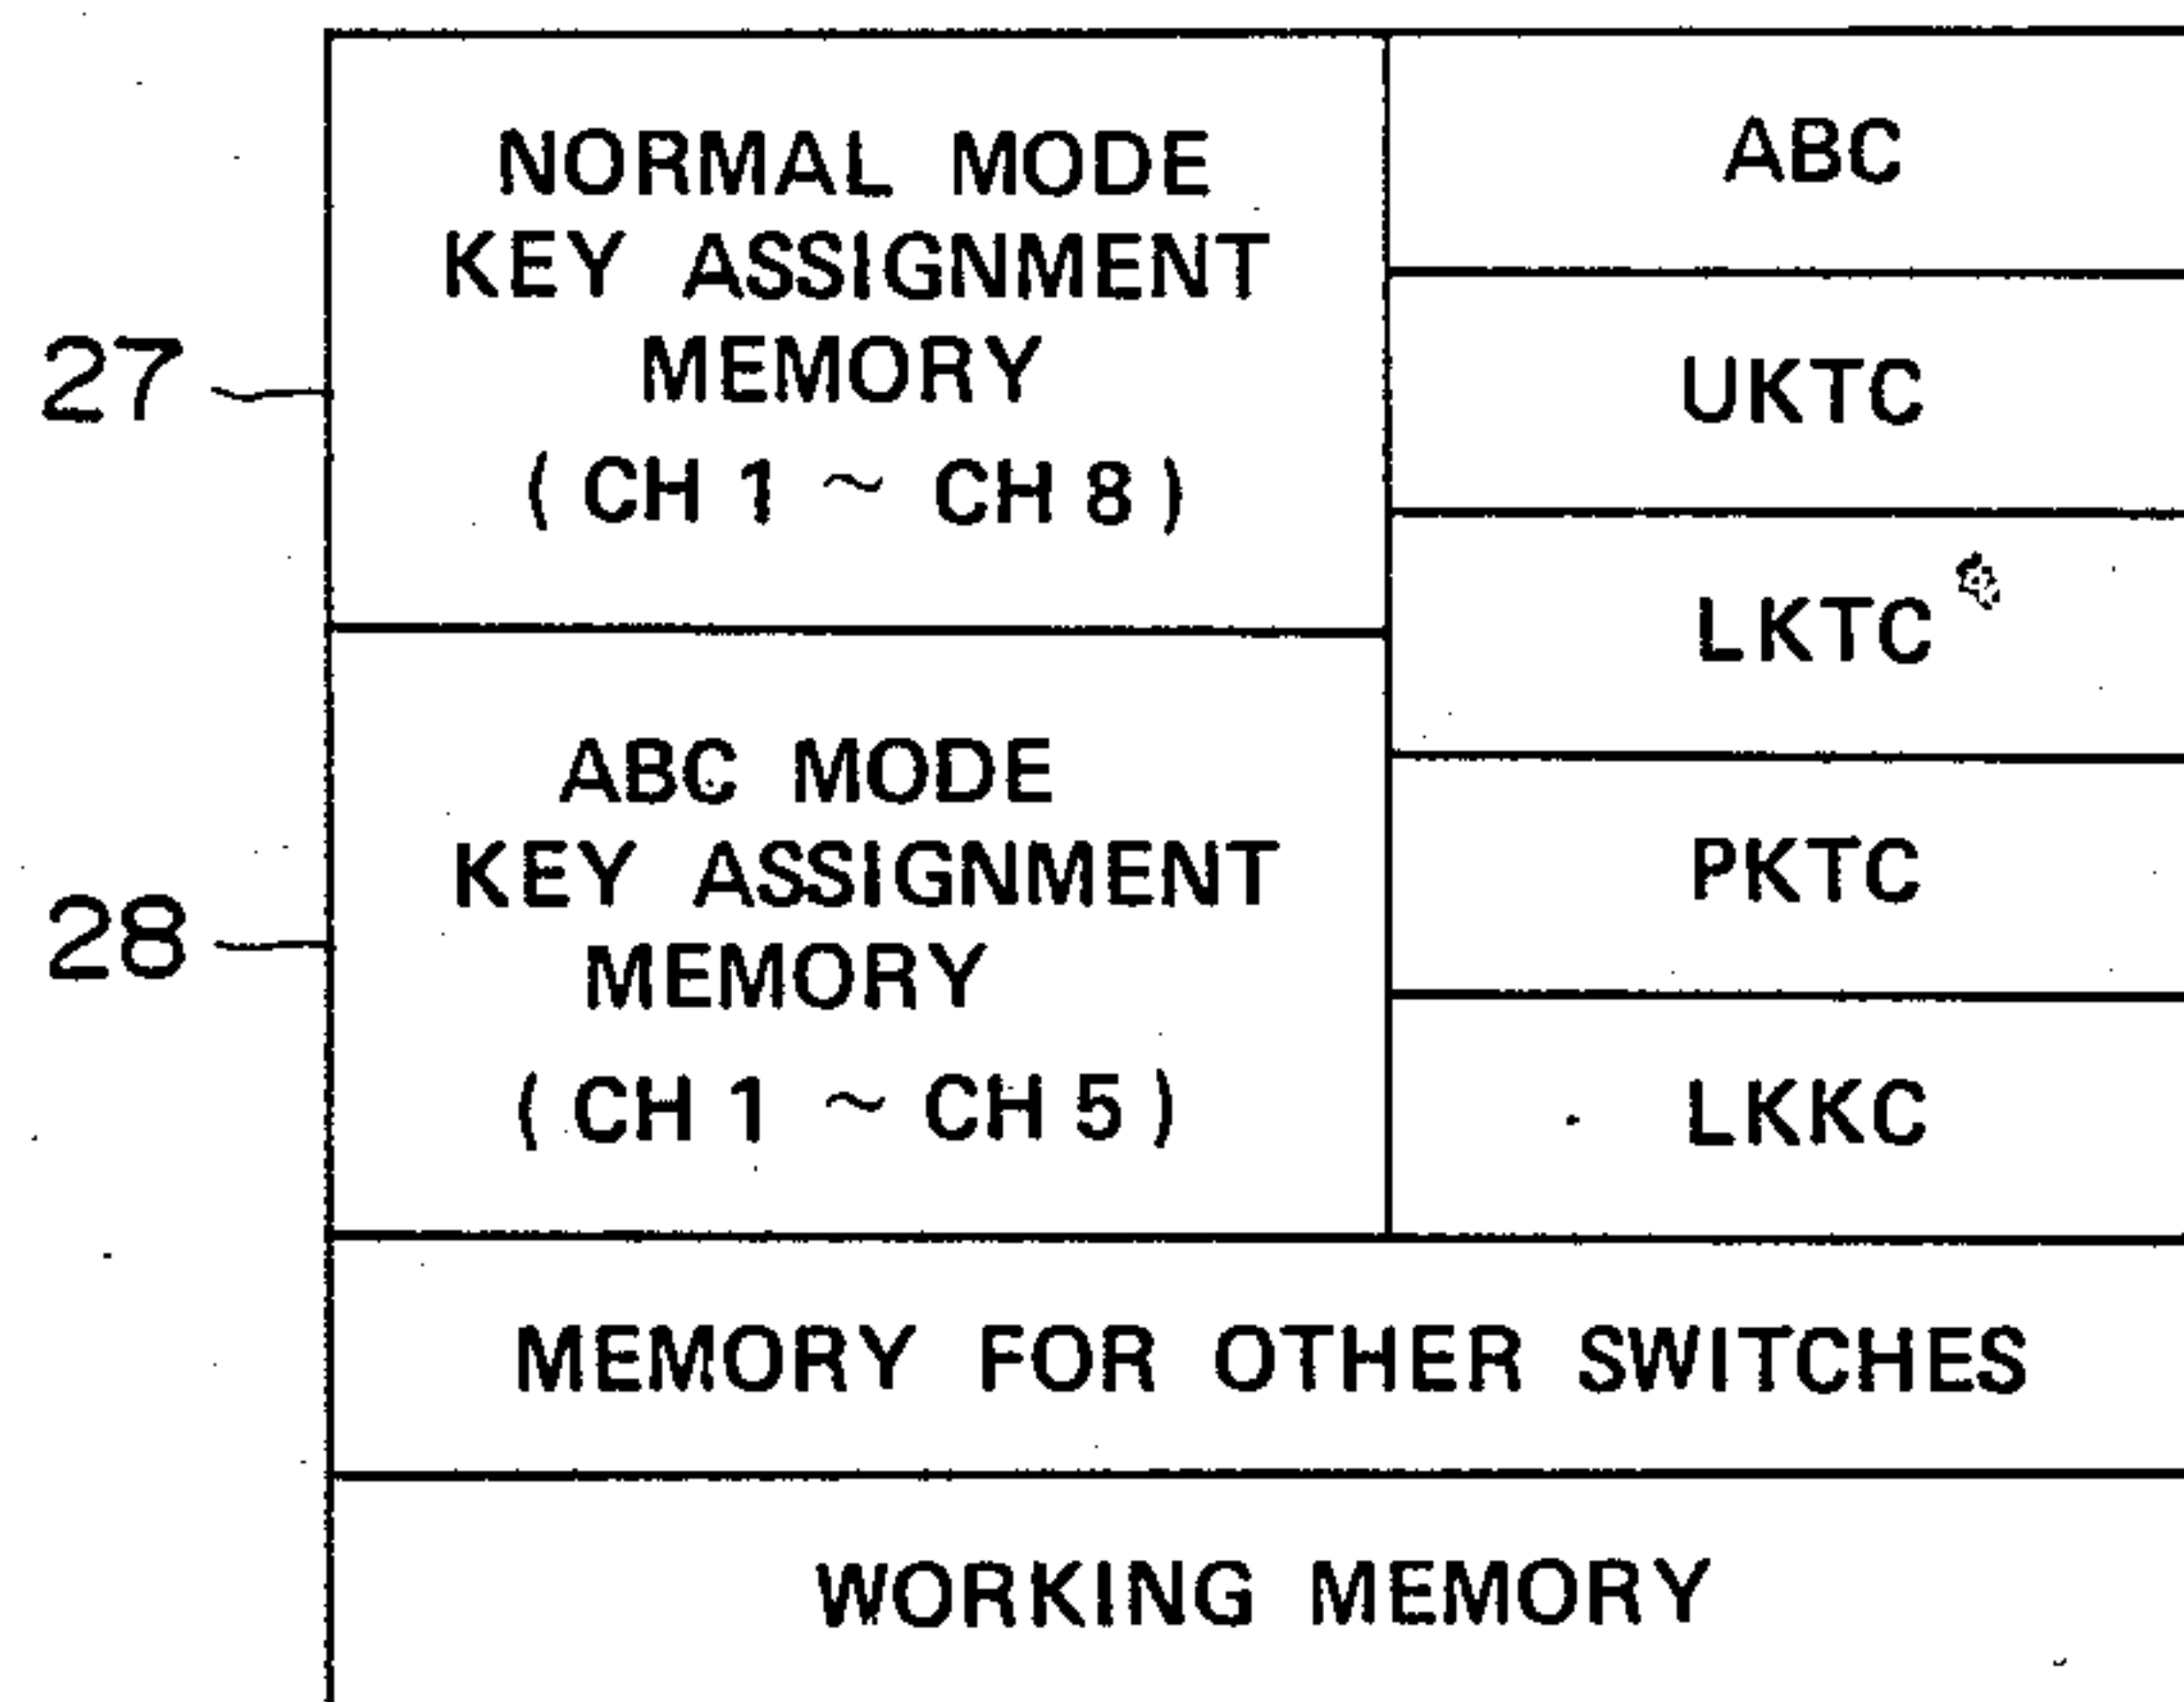 NORMAL MODE
KEY ASSIGNMENT
MEMORY
( CH 1 ~ CH 8 )
27
ABC MODE
KEY ASSIGNMENT
MEMORY
( CH 1 ~ CH 5 )
28
ABC
UKTC
LKTC
PKTC
LKKC
MEMORY FOR OTHER SWITCHES
WORKING MEMORY